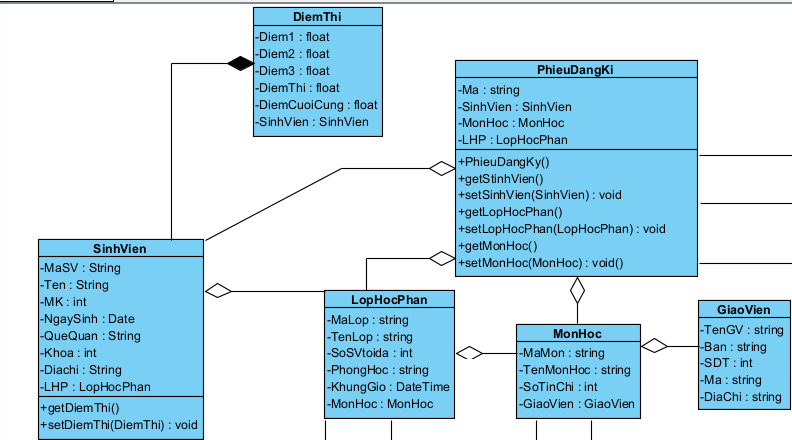 DiemThi
-Diem1 : float
-Diem2 : float
-Diem3 : float
-DiemThi : float
-DiemCuoiCung : float
-SinhVien : SinhVien
PhieuDangKi
-Ma : string
-SinhVien : SinhVien
-MonHoc : MonHoc
-LHP : LopHocPhan
+PhieuDangKy()
+getStinhVien()
+setSinhVien(SinhVien) : void
+getLopHocPhan()
+setLopHocPhan(LopHocPhan) : void
+getMonHoc()
+setMonHoc(MonHoc) : void()
SinhVien
-MaSV : String
-Ten : String
-MK : int
-NgaySinh : Date
-QueQuan : String
-Khoa : int
-Diachi : String
-LHP : LopHocPhan
+getDiemThi()
+setDiemThi(DiemThi) : void
LopHocPhan
-MaLop : string
-TenLop : string
-SoSVtoida : int
-PhongHoc : string
-KhungGio : DateTime
-MonHoc : MonHoc
MonHoc
-MaMon : string
-TenMonHoc : string
-SoTinChi : int
-GiaoVien : GiaoVien
GiaoVien
-TenGV : string
-Ban : string
-SDT : int
-Ma : string
-DiaChi : string